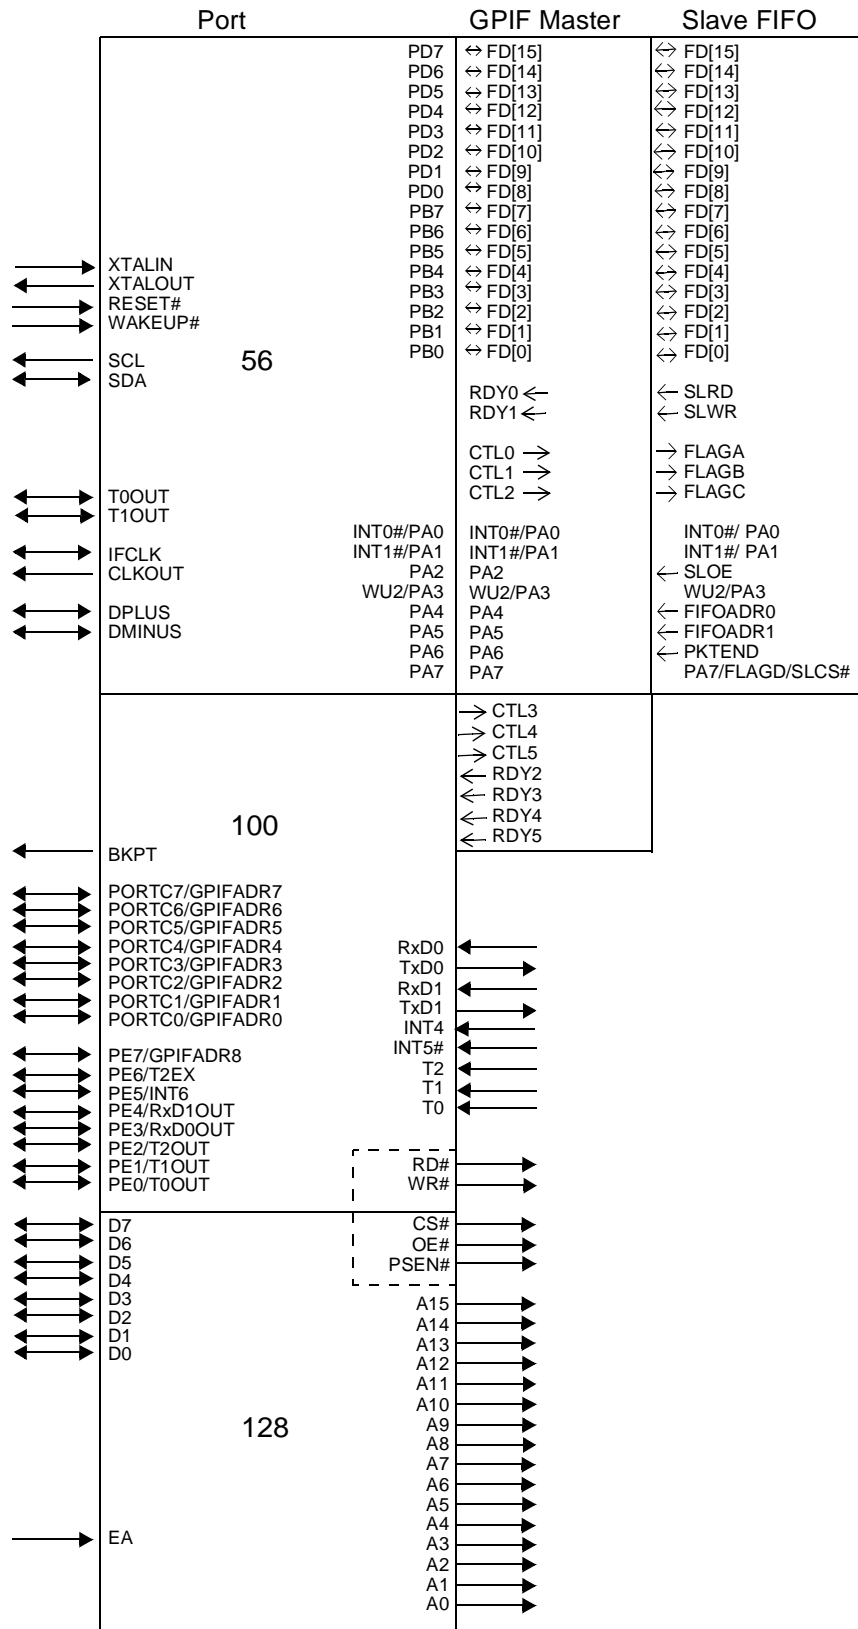 Port GPIF Master Slave FIFO
PD7 FD[15] FD[15]
PD6 FD[14] FD[14]
PD5 FD[13] FD[13]
PD4 FD[12] FD[12]
PD3 FD[11] FD[11]
PD2 FD[10] FD[10]
PD1 FD[9] FD[9]
PD0 FD[8] FD[8]
PB7 FD[7] FD[7]
PB6 FD[6] FD[6]
PB5 FD[5] FD[5]
XTALIN PB4 FD[4] FD[4]
XTALOUT PB3 FD[3] FD[3]
RESET# PB2 FD[2] FD[2]
WAKEUP# PB1 FD[1] FD[1]
SCL 56 PB0 FD[0] FD[0]
SDA
RDY0 SLRD
RDY1 SLWR
CTL0 FLAGA
CTL1 FLAGB
T0OUT CTL2 FLAGC
T1OUT
INT0#/PA0 INT0#/PA0 INT0#/ PA0
IFCLK INT1#/PA1 INT1#/PA1 INT1#/ PA1
CLKOUT PA2 PA2 SLOE
WU2/PA3 WU2/PA3 WU2/PA3
DPLUS PA4 PA4 FIFOADR0
DMINUS PA5 PA5 FIFOADR1
PA6 PA6 PKTEND
PA7 PA7 PA7/FLAGD/SLCS#
CTL3
CTL4
CTL5
RDY2
RDY3
100 RDY4
RDY5
BKPT
PORTC7/GPIFADR7
PORTC6/GPIFADR6
PORTC5/GPIFADR5
PORTC4/GPIFADR4 RxD0
PORTC3/GPIFADR3 TxD0
PORTC2/GPIFADR2 RxD1
PORTC1/GPIFADR1 TxD1
PORTC0/GPIFADR0 INT4
PE7/GPIFADR8 INT5#
PE6/T2EX T2
PE5/INT6 T1
PE4/RxD1OUT T0
PE3/RxD0OUT
PE2/T2OUT
PE1/T1OUT RD#
PE0/T0OUT WR#
D7 CS#
D6 OE#
D5 PSEN#
D4
D3 A15
D2 A14
D1 A13
D0 A12
A11
A10
128 A9
A8
A7
A6
A5
A4
EA A3
A2
A1
A0